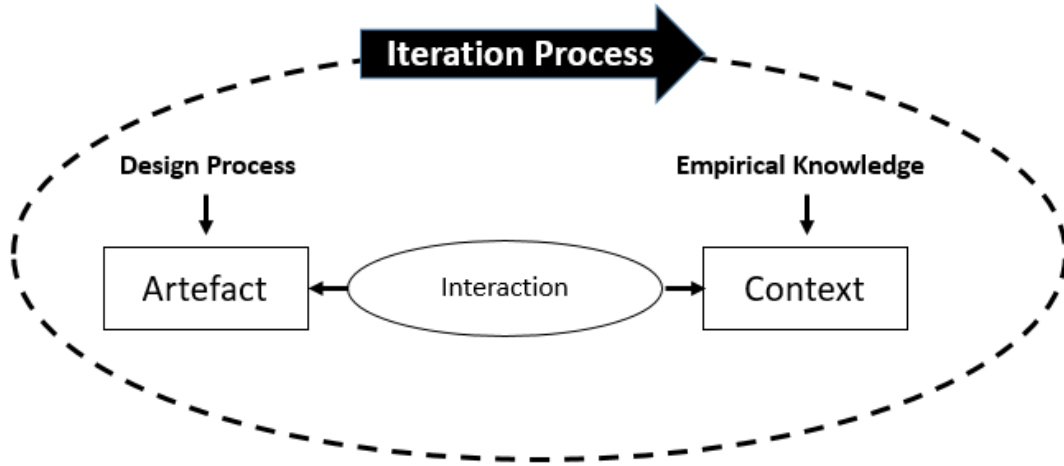 Iteration Process
Design Process
Empirical Knowledge
Artefact
Interaction
Context